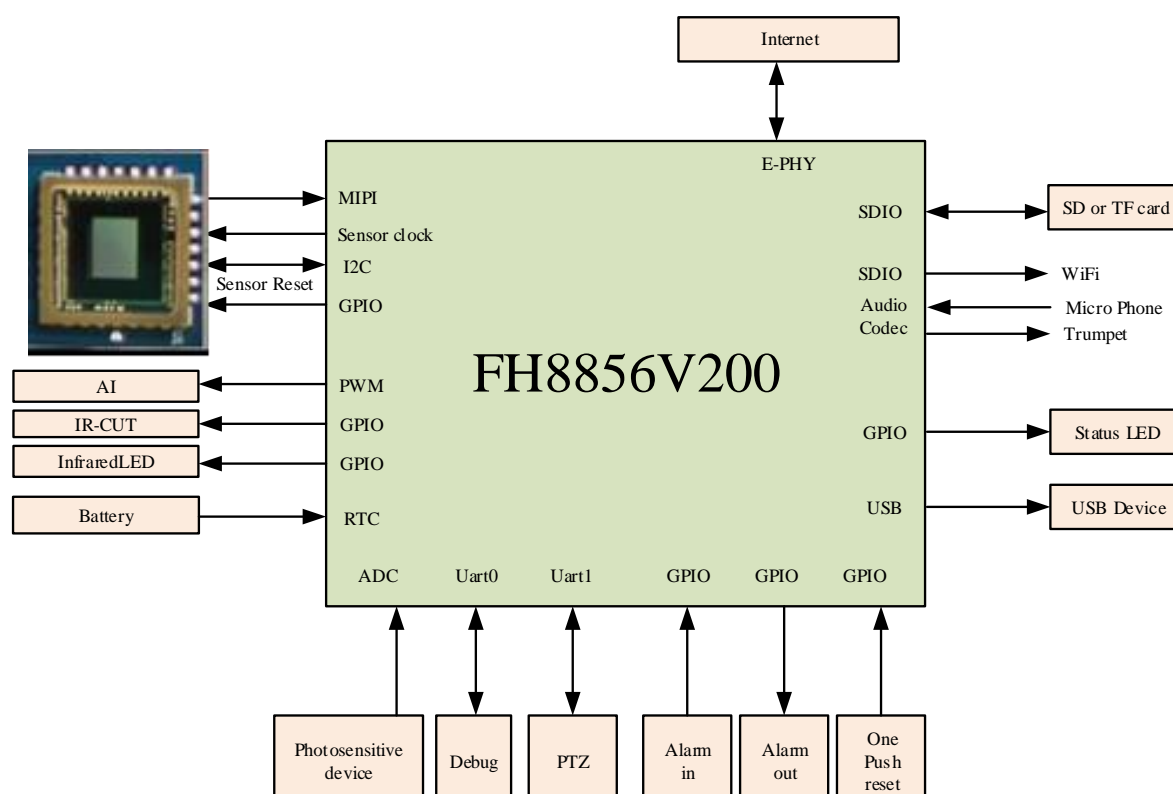 Internet
E-PHY
MIPI
Sensor clock
I2C
Sensor Reset
GPIO
SDIO
SD or TF card
SDIO
WiFi
Audio
Codec
Micro Phone
Trumpet
FH8856V200
AI
PWM
IR-CUT
GPIO
InfraredLED
GPIO
Battery
RTC
GPIO
Status LED
USB
USB Device
ADC
Uart0
Uart1
GPIO
GPIO
GPIO
Photosensitive
device
Debug
PTZ
Alarm
in
Alarm
out
One
Push
reset